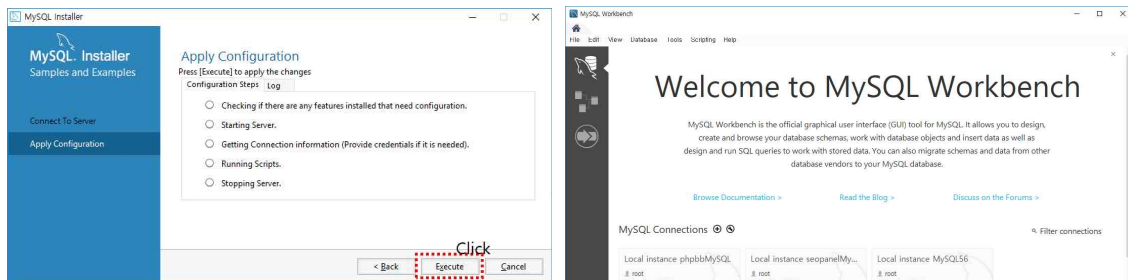 MySQL Installer
MySQL. Installer
Samples and Examples
Connect To Server
Apply Configuration
Apply Configuration
Press [Execute] to apply the changes
Configuration Steps Log
Checking if there are any features installed that need configuration.
Starting Server.
Getting Connection information (Provide credentials if it is needed).
Running Scripts.
Stopping Server.
Click
< Back Execute Cancel
MySQL Workbench
File Edit View Database Tools Scripting Help
Welcome to MySQL Workbench
MySQL Workbench is the official graphical user interface (GUI) tool for MySQL. It allows you to design,
create and browse your database schemas, work with database objects and insert data as well as
design and run SQL queries to work with stored data. You can also migrate schemas and data from other
database vendors to your MySQL database.
Browse Documentation > Read the Blog > Discuss on the Forums >
MySQL Connections Filter connections
Local instance phpbbMySQL Local instance seopanelMy... Local instance MySQL56
root root root